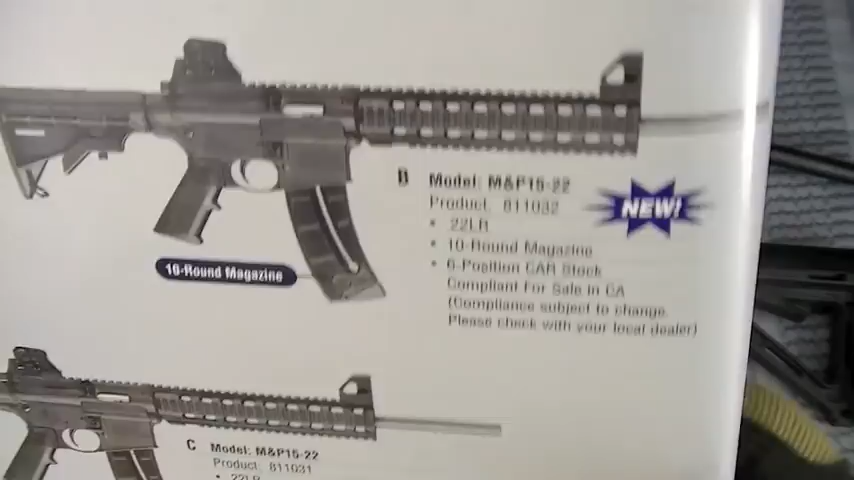 B Model: M&P15-22
Product: 811032
NEW!
• 22LR
• 10-Round Magazine
• 6-Position CAR Stock
Compliant For Sale in CA
(Compliance subject to change.
Please check with your local dealer)
10-Round Magazine
C Model: M&P15-22
Product: 811031
• 22LR